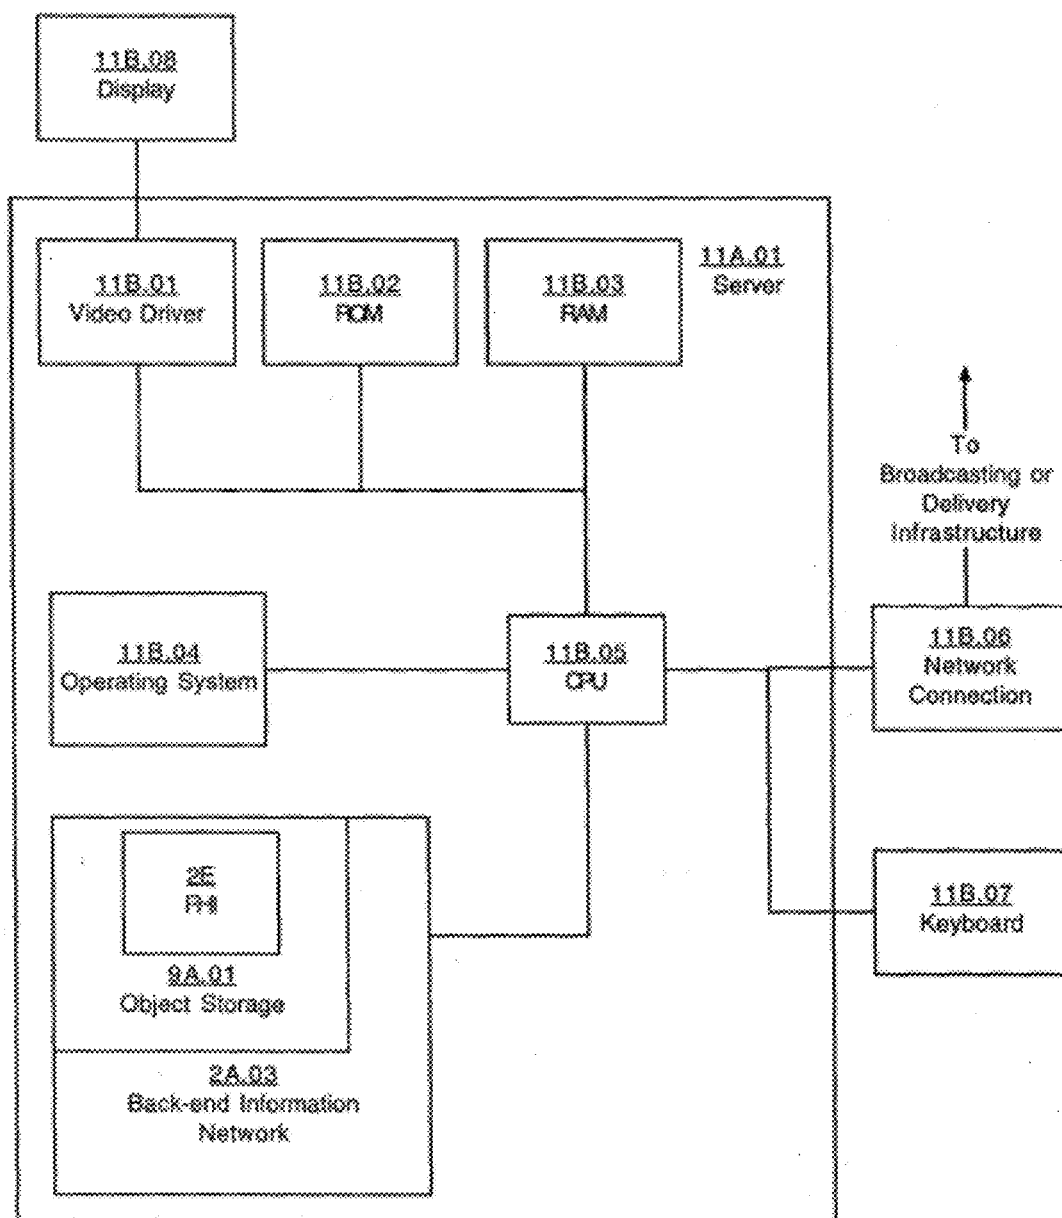 11B.08
Display
11B.01
Video Driver
11B.02
ROM
11B.03
RAM
11A.01
Server
To
Broadcasting or
Delivery
Infrastructure
11B.04
Operating System
11B.05
CPU
11B.06
Network
Connection
2E
9A.01
Object Storage
11B.07
Keyboard
2A.03
Back-end Information
Network